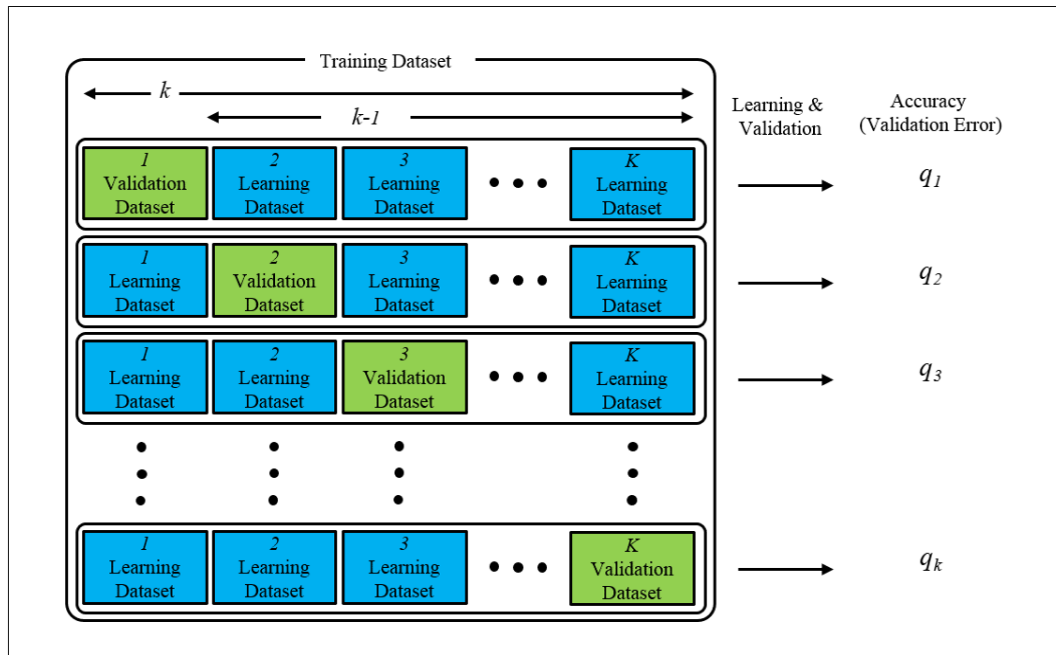 Training Dataset
k
k-1
Learning &
Validation
Accuracy
(Validation Error)
1
Validation
Dataset
2
Learning
Dataset
3
Learning
Dataset
K
Learning
Dataset
q1
1
Learning
Dataset
2
Validation
Dataset
3
Learning
Dataset
K
Learning
Dataset
q2
1
Learning
Dataset
2
Learning
Dataset
3
Validation
Dataset
K
Learning
Dataset
q3
1
Learning
Dataset
2
Learning
Dataset
3
Learning
Dataset
K
Validation
Dataset
qk